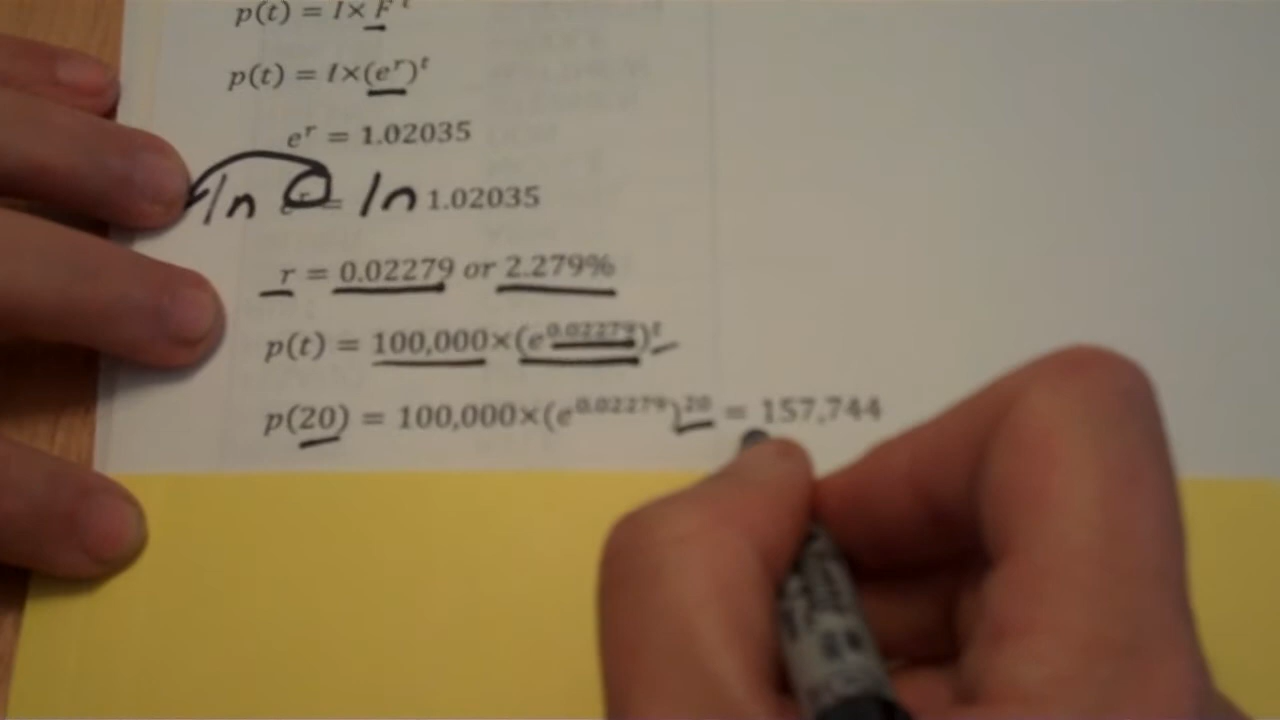 p(t) = I × F^t
p(t) = I×(e^r)^t
e^r = 1.02035
ln e^r = ln 1.02035
r = 0.02279 or 2.279%
p(t) = 100,000×(e^0.02279)^t
p(20) = 100,000×(e^0.02279)^20 = 157,744